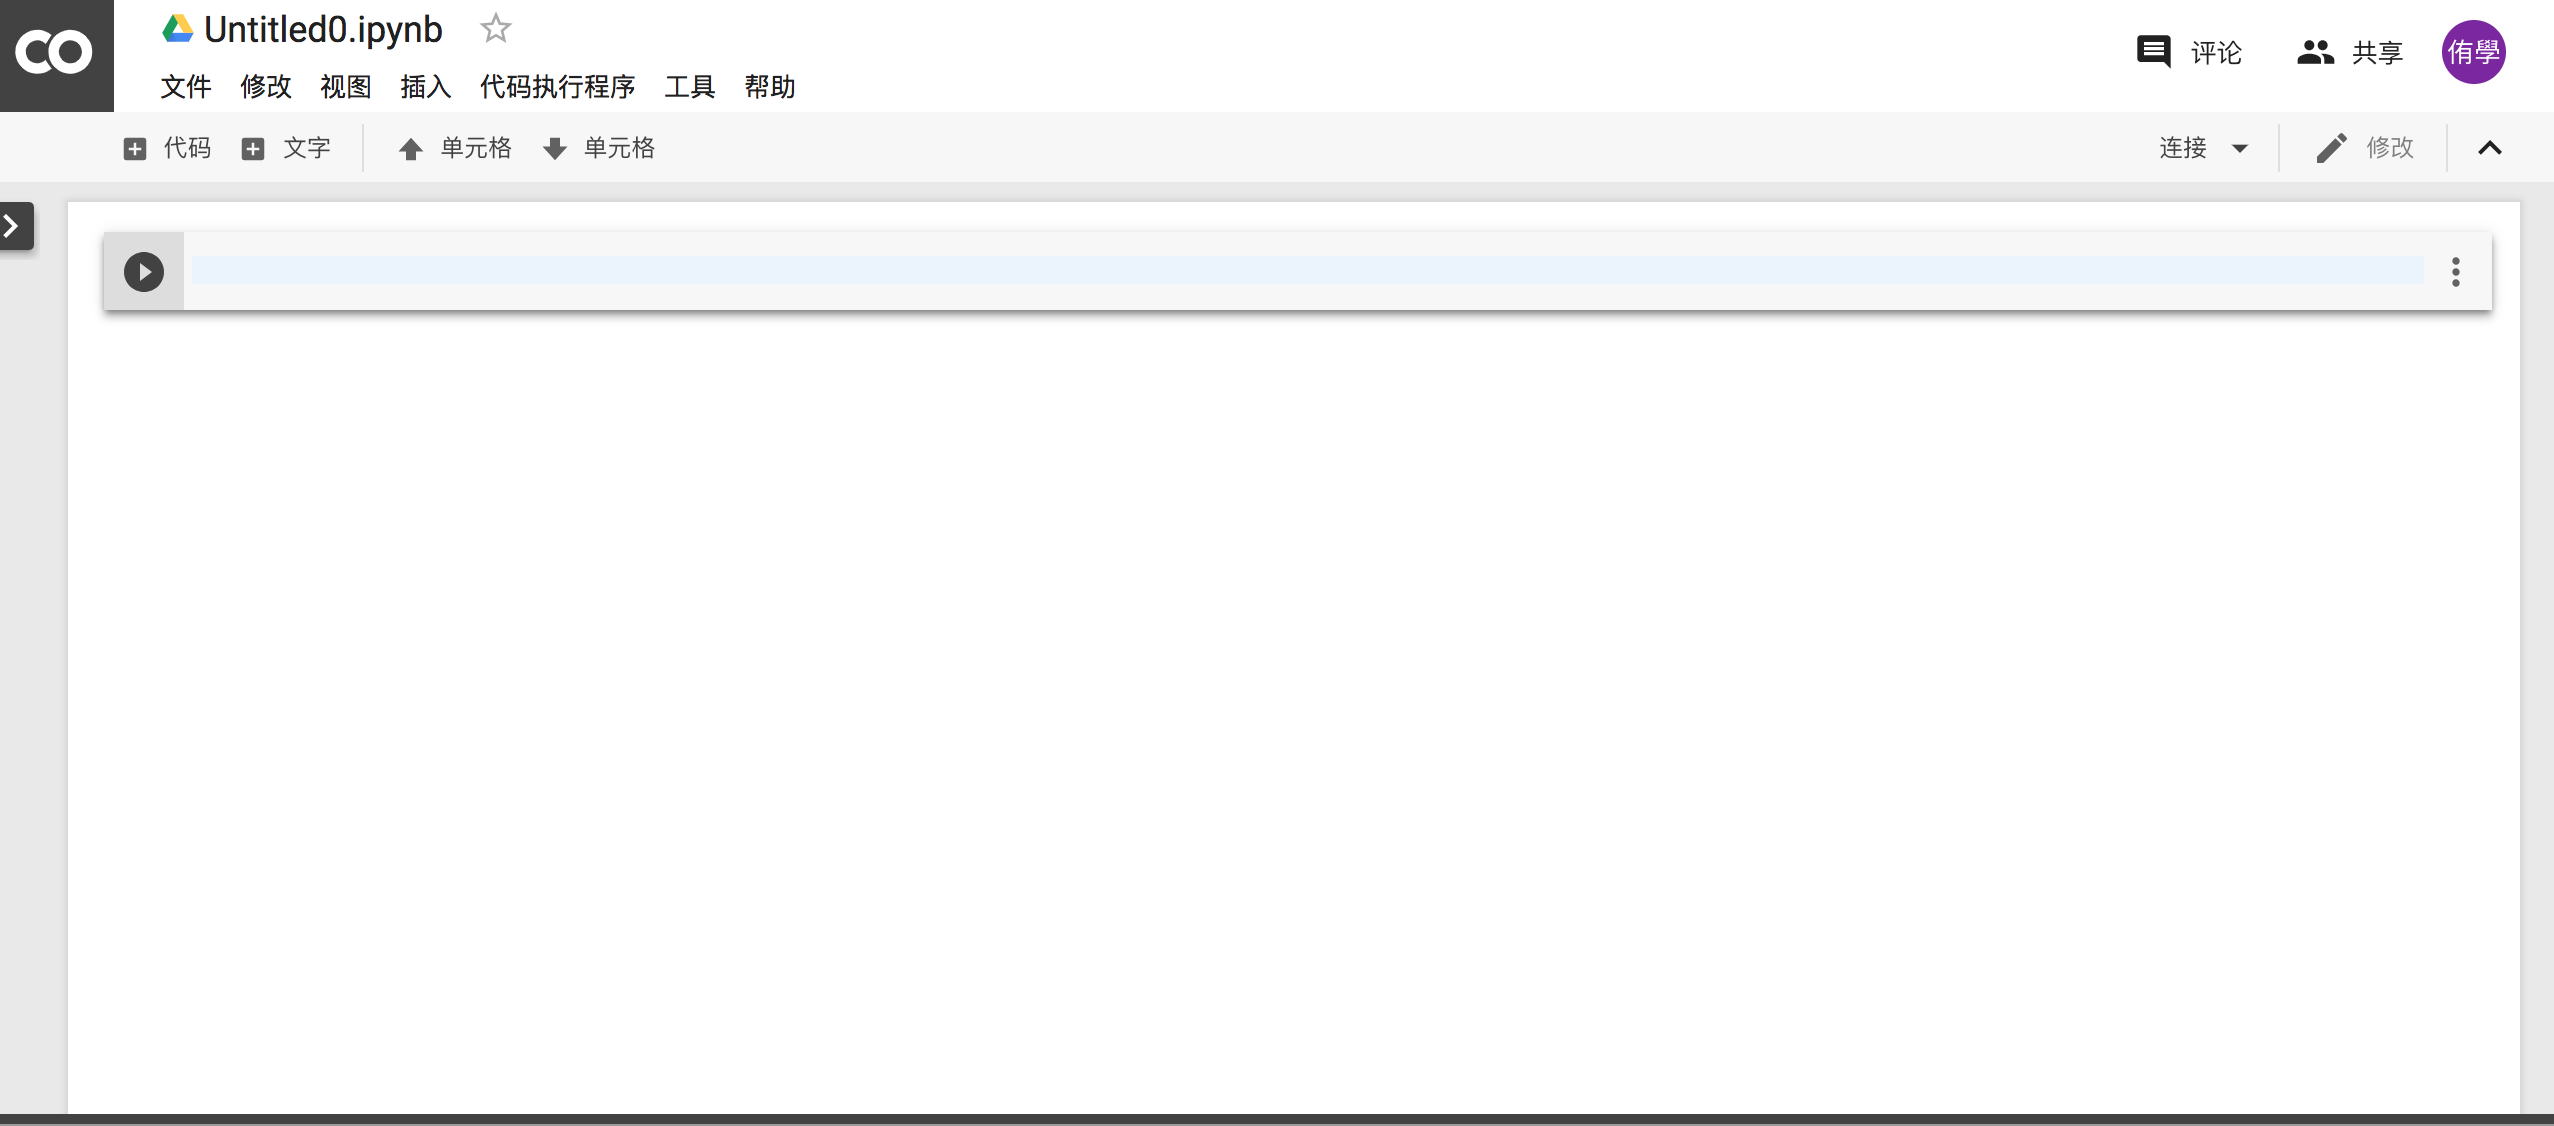 CO Untitled0.ipynb
评论 共享 侑學
文件 修改 视图 插入 代码执行程序 工具 帮助
代码 文字 单元格 单元格 连接 修改